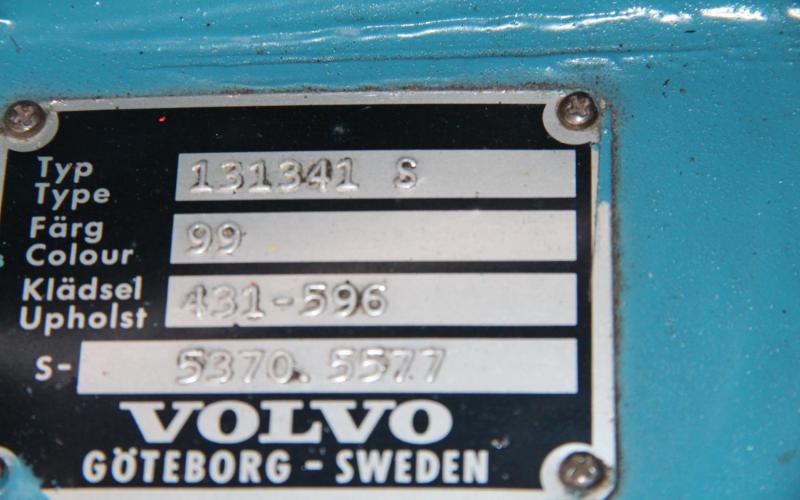 Typ
Type 131341 S
Färg
Colour 99
Klädsel
Upholst 431-596
S- 5370.5577
VOLVO
GÖTEBORG - SWEDEN